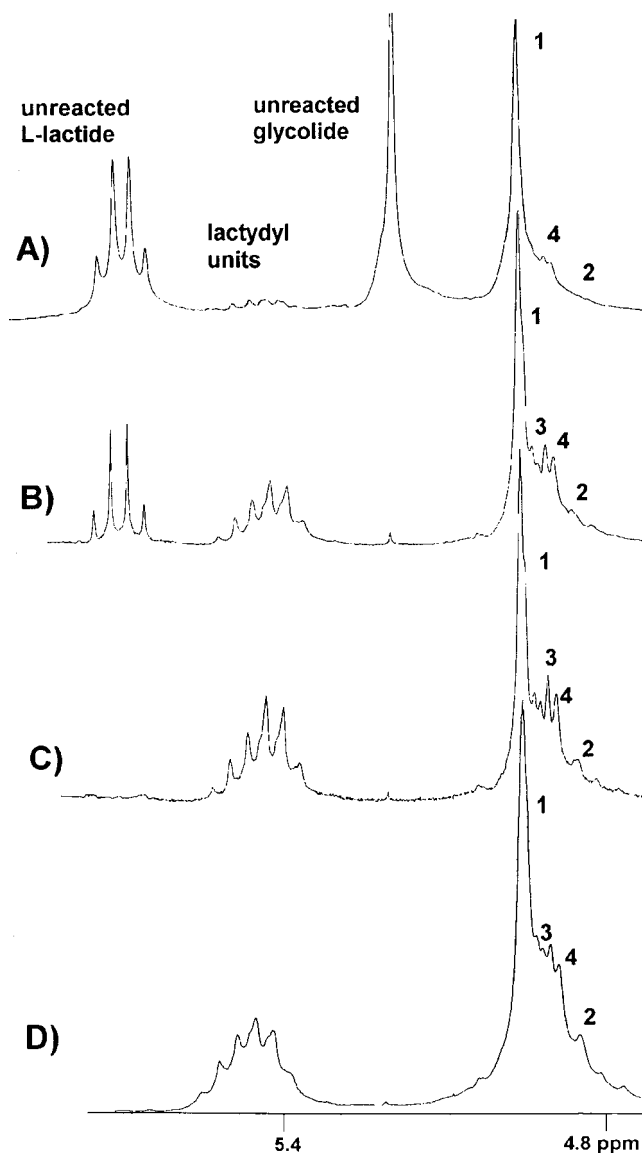 1
unreacted
L-lactide
unreacted
glycolide
lactydyl
units
A)
4
2
1
B)
3
4
2
1
C)
3
4
2
1
D)
3
4
2
5.4
4.8 ppm